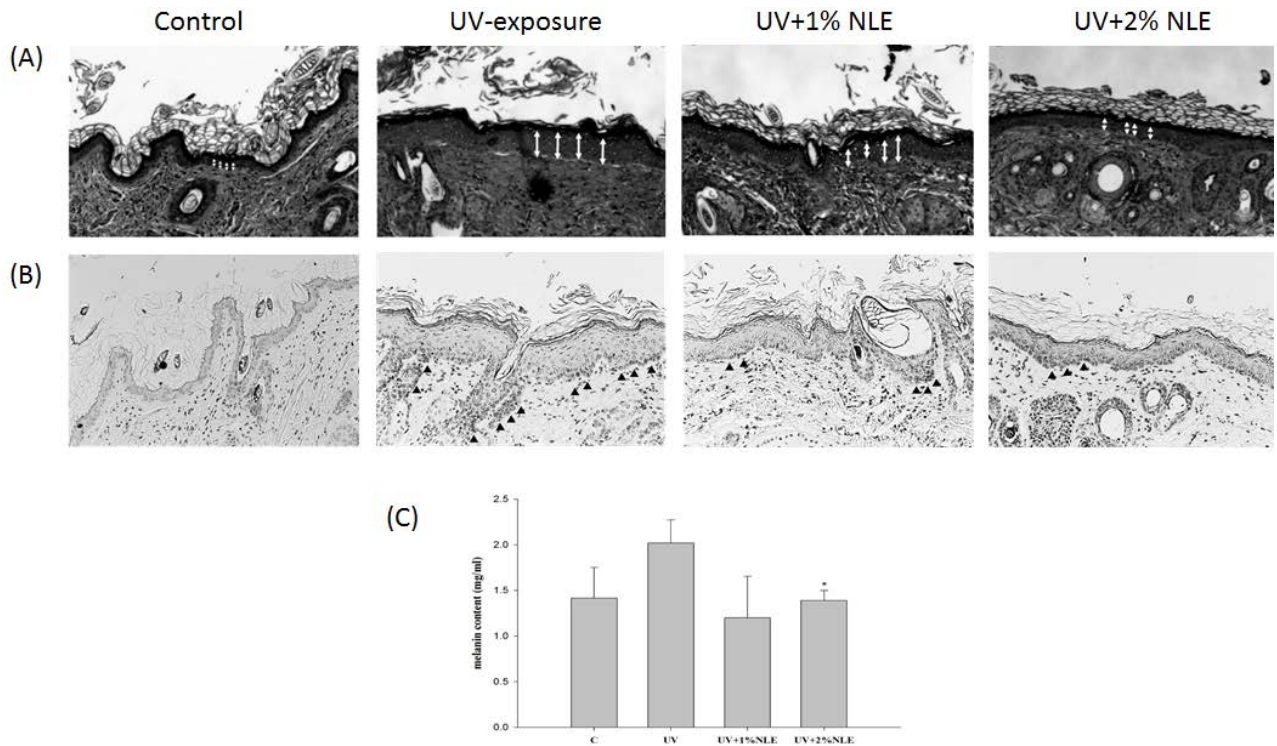 Control UV-exposure UV+1% NLE UV+2% NLE
(A)
(B)
(C)
2.5
2.0
1.5
1.0
0.5
0.0
melanin content (mg/ml)
*
C UV UV+1%NLE UV+2%NLE